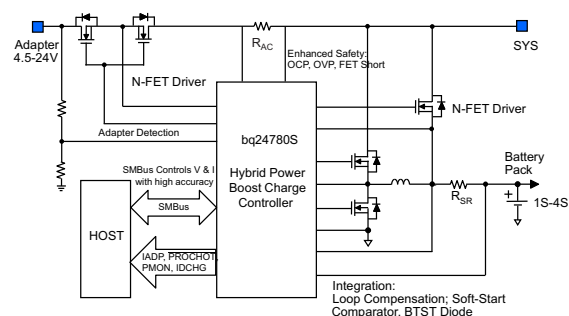 Adapter
4.5-24V
R_AC
SYS
Enhanced Safety:
OCP, OVP, FET Short
N-FET Driver
N-FET Driver
Adapter Detection
bq24780S
Hybrid Power
Boost Charge
Controller
SMBus Controls V & I
with high accuracy
SMBus
HOST
IADP, PROCHOT,
PMON, IDCHG
Battery
Pack
R_SR
+
1S-4S
Integration:
Loop Compensation; Soft-Start
Comparator, BTST Diode